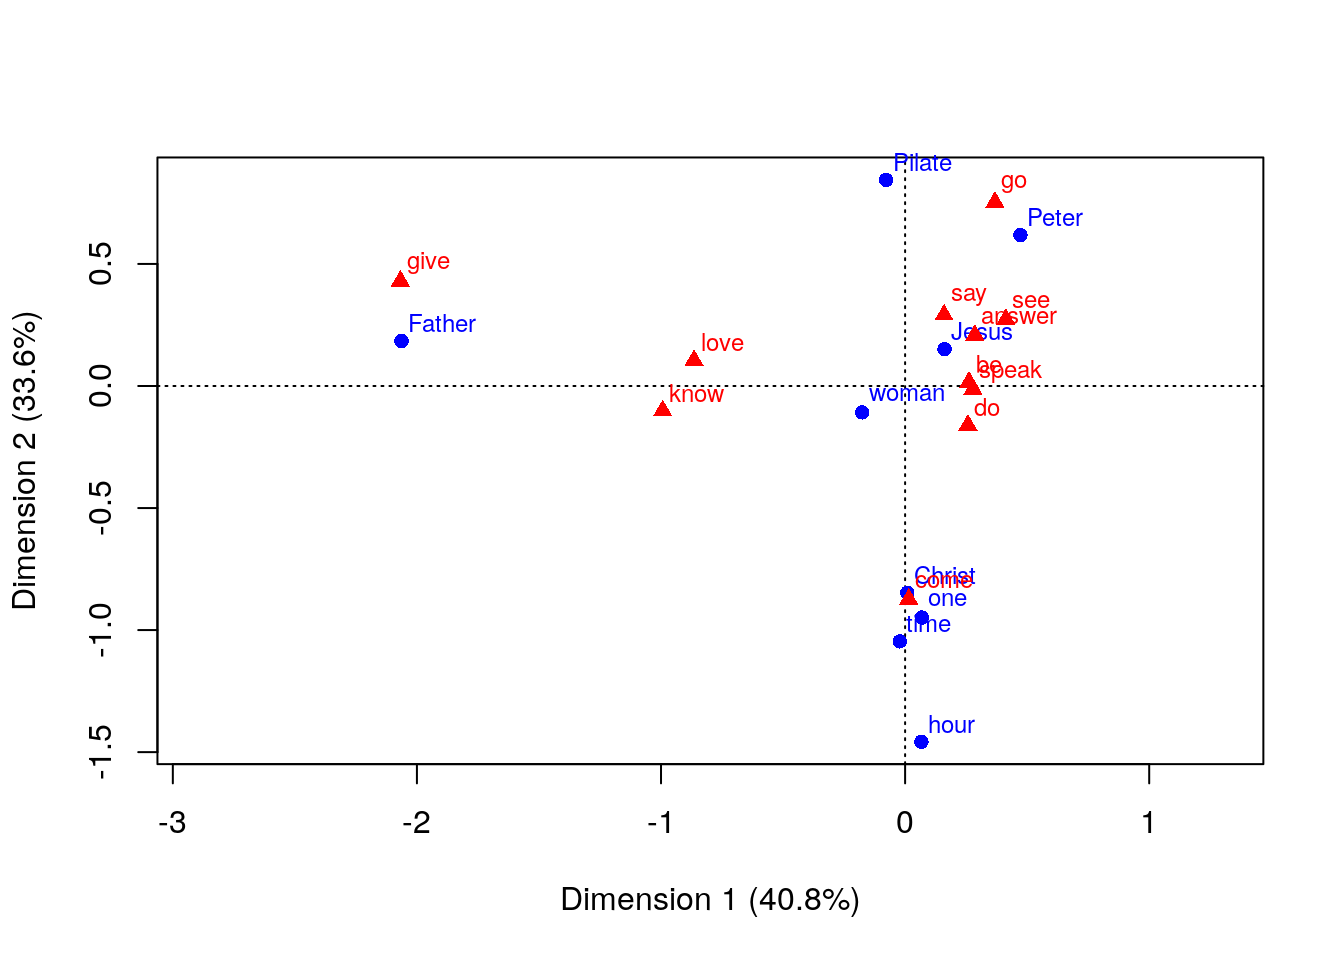 Pilate
go
Peter
give
say
see
answer
Father
Jesus
love
be
speak
know
woman
do
Christ
come
one
time
hour
0.5
0.0
-0.5
-1.0
-1.5
-3
-2
-1
0
1
Dimension 2 (33.6%)
Dimension 1 (40.8%)